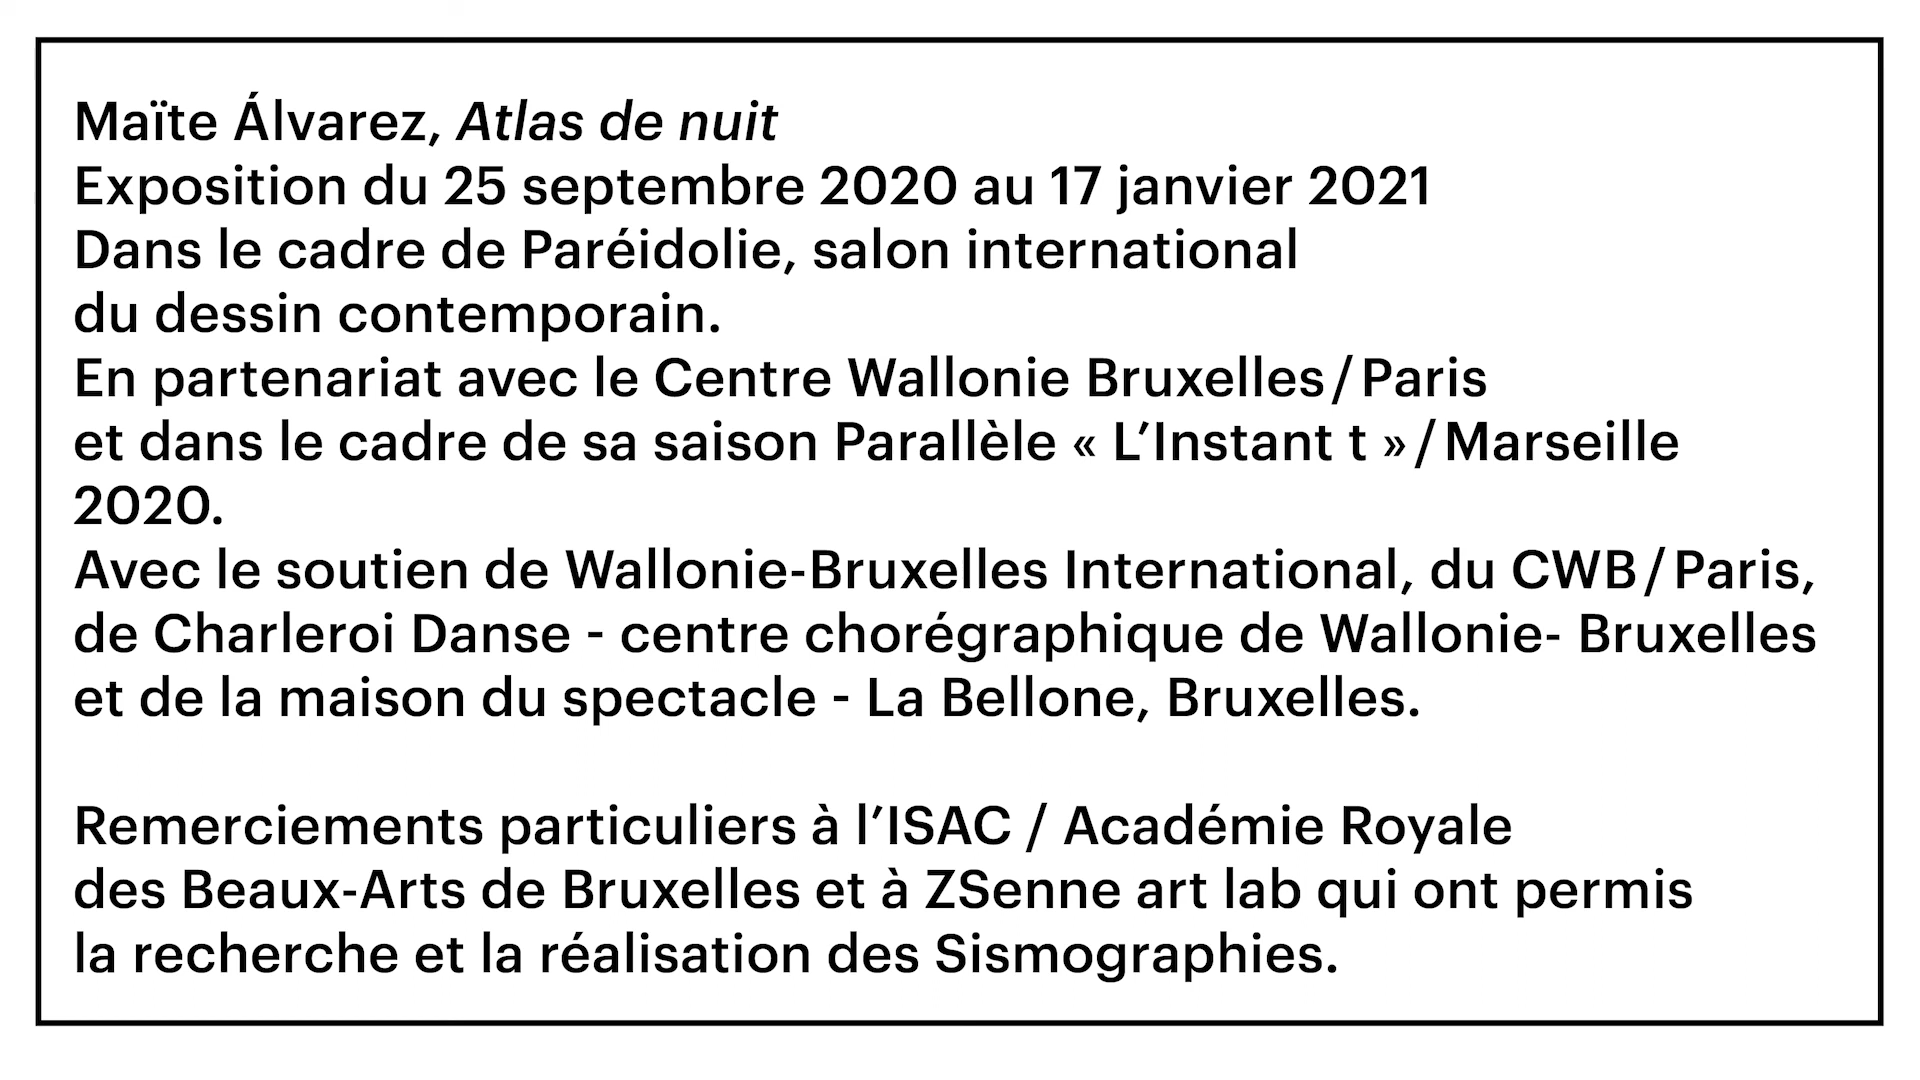 Maïte Álvarez, Atlas de nuit
Exposition du 25 septembre 2020 au 17 janvier 2021
Dans le cadre de Paréidolie, salon international
du dessin contemporain.
En partenariat avec le Centre Wallonie Bruxelles/Paris
et dans le cadre de sa saison Parallèle « L’Instant t »/Marseille
2020.
Avec le soutien de Wallonie-Bruxelles International, du CWB/Paris,
de Charleroi Danse - centre chorégraphique de Wallonie- Bruxelles
et de la maison du spectacle - La Bellone, Bruxelles.
Remerciements particuliers à l’ISAC / Académie Royale
des Beaux-Arts de Bruxelles et à ZSenne art lab qui ont permis
la recherche et la réalisation des Sismographies.